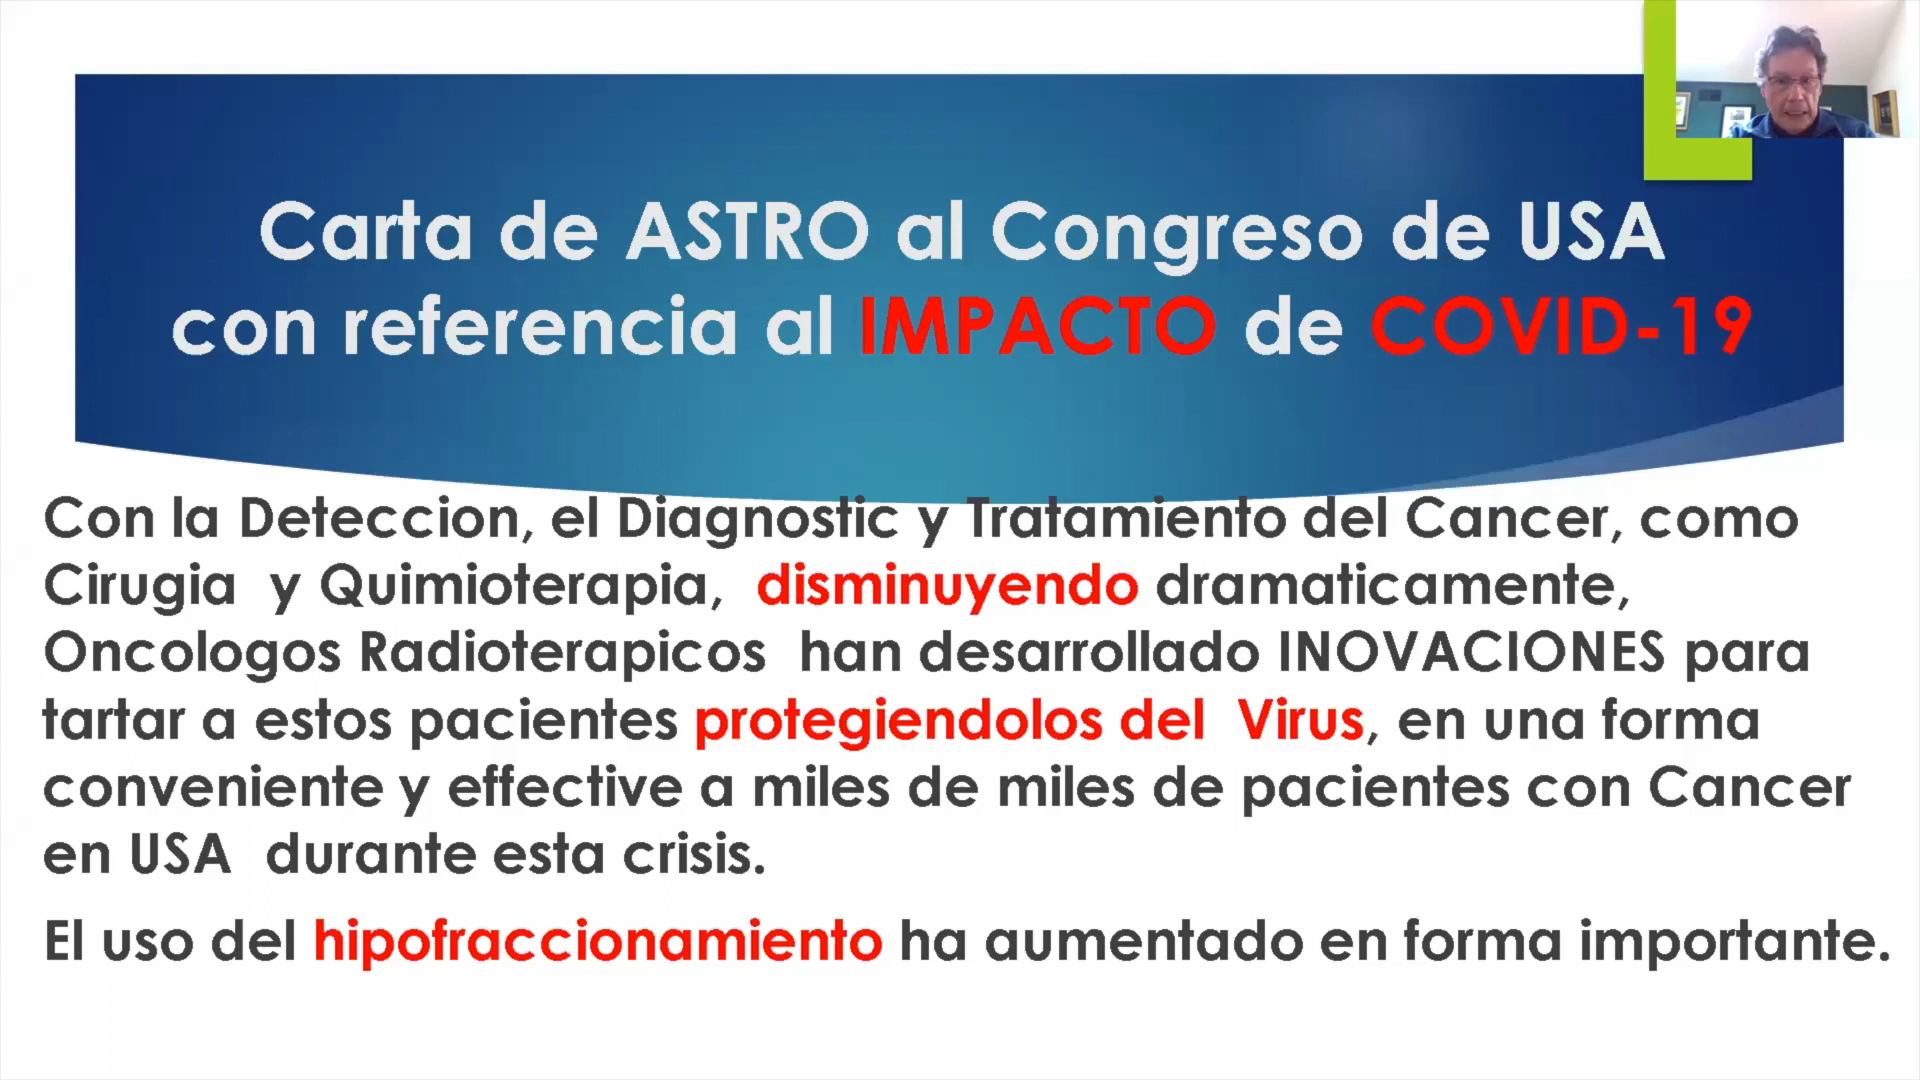 Carta de ASTRO al Congreso de USA
con referencia al IMPACTO de COVID-19
Con la Deteccion, el Diagnostic y Tratamiento del Cancer, como
Cirugia y Quimioterapia, disminuyendo dramaticamente,
Oncologos Radioterapicos han desarrollado INOVACIONES para
tartar a estos pacientes protegiendolos del Virus, en una forma
conveniente y effective a miles de miles de pacientes con Cancer
en USA durante esta crisis.
El uso del hipofraccionamiento ha aumentado en forma importante.